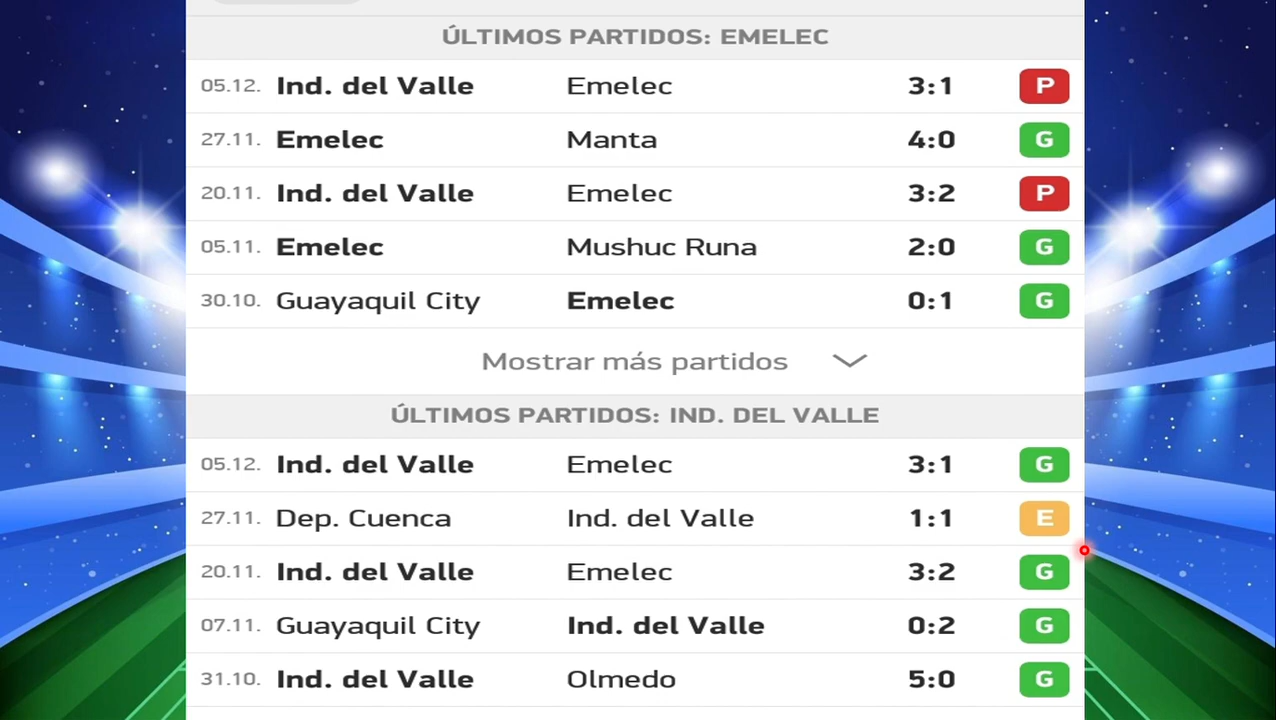 ÚLTIMOS PARTIDOS: EMELEC
05.12. Ind. del Valle Emelec 3:1 P
27.11. Emelec Manta 4:0 G
20.11. Ind. del Valle Emelec 3:2 P
05.11. Emelec Mushuc Runa 2:0 G
30.10. Guayaquil City Emelec 0:1 G
Mostrar más partidos
ÚLTIMOS PARTIDOS: IND. DEL VALLE
05.12. Ind. del Valle Emelec 3:1 G
27.11. Dep. Cuenca Ind. del Valle 1:1 E
20.11. Ind. del Valle Emelec 3:2 G
07.11. Guayaquil City Ind. del Valle 0:2 G
31.10. Ind. del Valle Olmedo 5:0 G